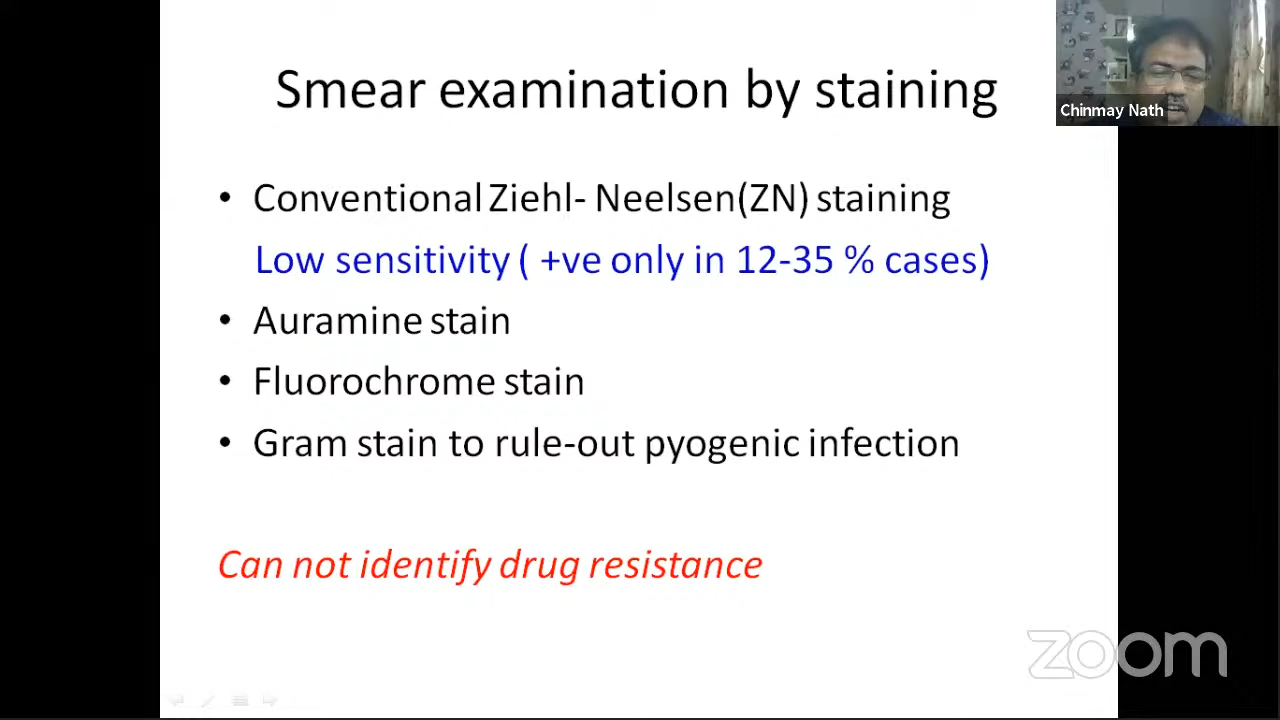 Smear examination by staining
Chinmay Nath
• Conventional Ziehl- Neelsen(ZN) staining
Low sensitivity ( +ve only in 12-35 % cases)
• Auramine stain
• Fluorochrome stain
• Gram stain to rule-out pyogenic infection
Can not identify drug resistance
zoom